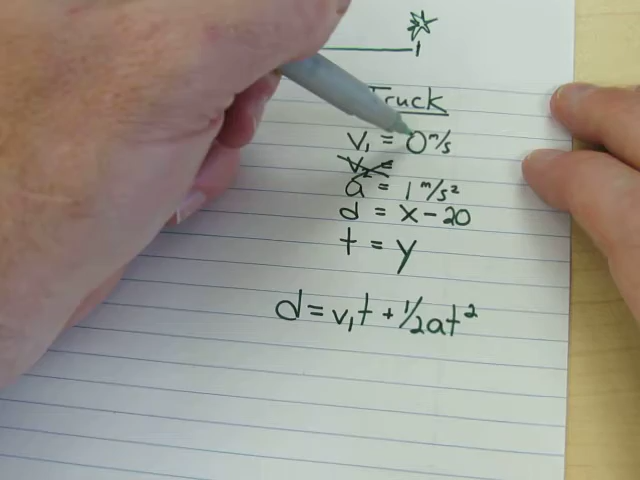 Truck
v₁ = 0 m/s
a = 1 m/s²
d = x - 20
t = y
d = v₁t + 1/2at²